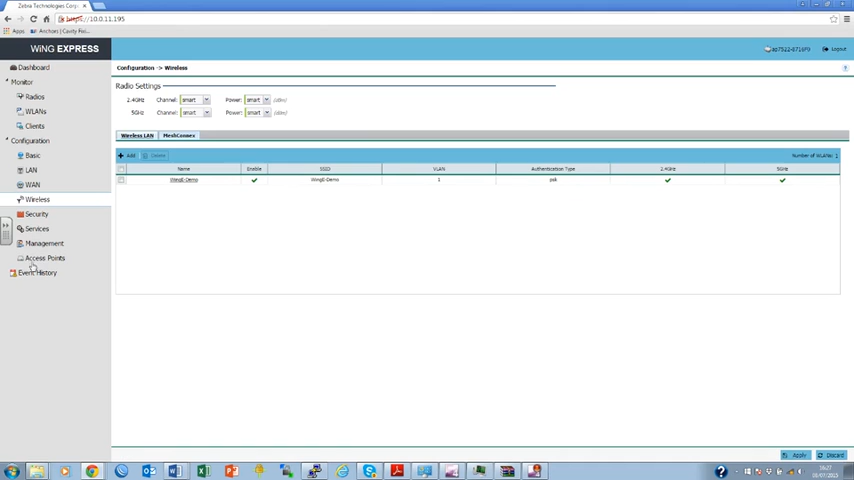 Zebra Technologies Corp
https://10.0.11.195
Apps
WiNG EXPRESS
Logout
Dashboard
Configuration -> Wireless
Monitor
Radio Settings
Radios
2.4GHz Channel: smart Power: smart (dBm)
WLANs
5GHz Channel: smart Power: smart (dBm)
Clients
Wireless LAN MeshConnex
Configuration
Basic
Add Delete Number of WLANs: 1
LAN
Name Enable SSID VLAN Authentication Type 2.4GHz 5GHz
WAN
WingE-Demo WingE-Demo 1 psk
Wireless
Security
Services
Management
Access Points
Event History
Apply Discard